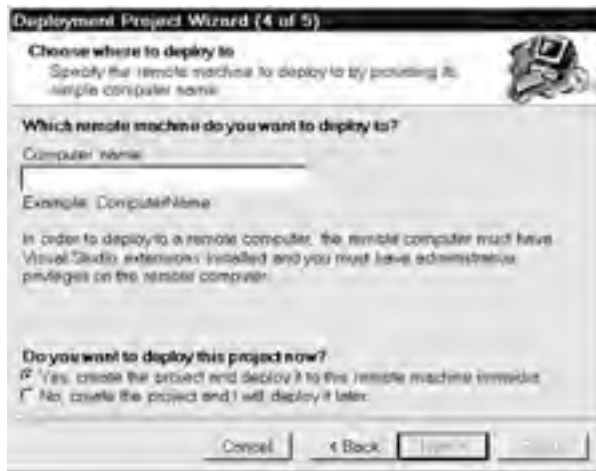 Deployment Project Wizard (4 of 5)
Choose where to deploy to
Specify the remote machine to deploy to by providing its
simple computer name
Which remote machine do you want to deploy to?
Computer name:
Example: ComputerName
In order to deploy to a remote computer, the remote computer must have
Visual Studio extensions installed and you must have administrative
privileges on the remote computer.
Do you want to deploy this project now?
Yes, create the project and deploy it to this remote machine
No, create the project and I will deploy it later.
Cancel
< Back